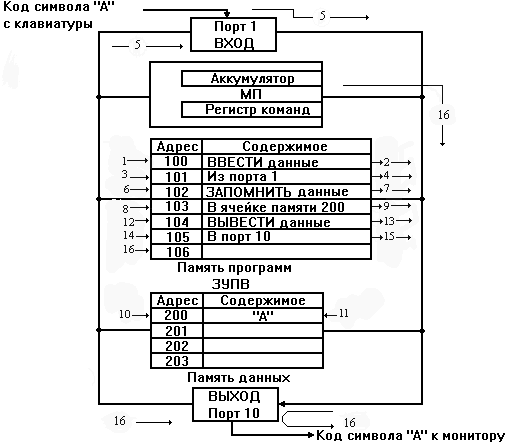 Код символа "А"
с клавиатуры
Порт 1
ВХОД
5
5
Аккумулятор
МП
Регистр команд
16
Адрес Содержимое
1 100 ВВЕСТИ данные 2
3 101 Из порта 1 4
6 102 ЗАПОМНИТЬ данные 7
8 103 В ячейке памяти 200 9
12 104 ВЫВЕСТИ данные 13
14 105 В порт 10 15
16 106
Память программ
ЗУПВ
Адрес Содержимое
10 200 "А" 11
201
202
203
Память данных
ВЫХОД
Порт 10
16
16
Код символа "А" к монитору